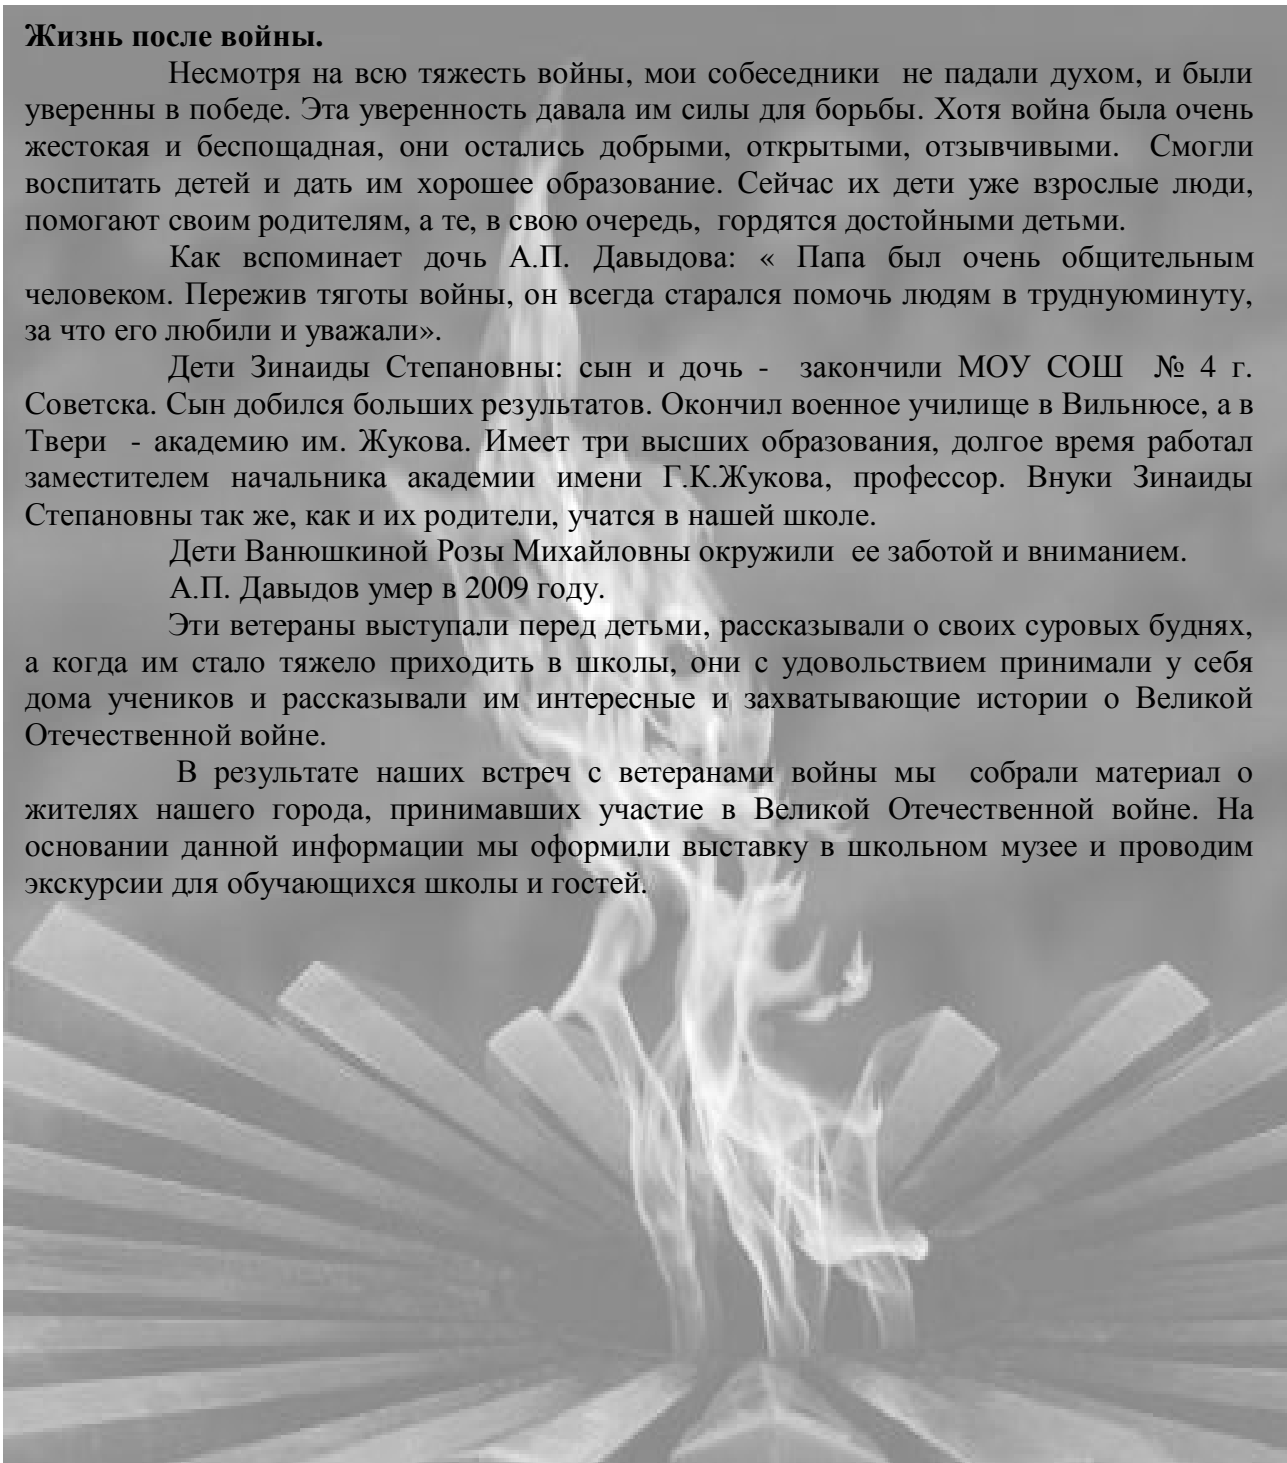 Жизнь после войны.
Несмотря на всю тяжесть войны, мои собеседники не падали духом, и были
уверенны в победе. Эта уверенность давала им силы для борьбы. Хотя война была очень
жестокая и беспощадная, они остались добрыми, открытыми, отзывчивыми. Смогли
воспитать детей и дать им хорошее образование. Сейчас их дети уже взрослые люди,
помогают своим родителям, а те, в свою очередь, гордятся достойными детьми.
Как вспоминает дочь А.П. Давыдова: « Папа был очень общительным
человеком. Пережив тяготы войны, он всегда старался помочь людям в труднуюминуту,
за что его любили и уважали».
Дети Зинаиды Степановны: сын и дочь - закончили МОУ СОШ № 4 г.
Советска. Сын добился больших результатов. Окончил военное училище в Вильнюсе, а в
Твери - академию им. Жукова. Имеет три высших образования, долгое время работал
заместителем начальника академии имени Г.К.Жукова, профессор. Внуки Зинаиды
Степановны так же, как и их родители, учатся в нашей школе.
Дети Ванюшкиной Розы Михайловны окружили ее заботой и вниманием.
А.П. Давыдов умер в 2009 году.
Эти ветераны выступали перед детьми, рассказывали о своих суровых буднях,
а когда им стало тяжело приходить в школы, они с удовольствием принимали у себя
дома учеников и рассказывали им интересные и захватывающие истории о Великой
Отечественной войне.
В результате наших встреч с ветеранами войны мы собрали материал о
жителях нашего города, принимавших участие в Великой Отечественной войне. На
основании данной информации мы оформили выставку в школьном музее и проводим
экскурсии для обучающихся школы и гостей.